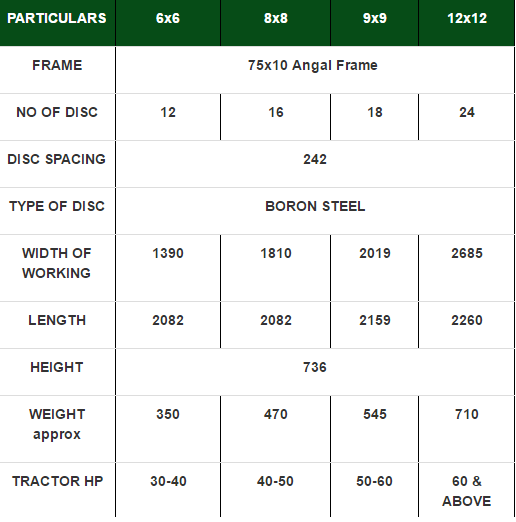 PARTICULARS 6x6 8x8 9x9 12x12
FRAME 75x10 Angal Frame
NO OF DISC 12 16 18 24
DISC SPACING 242
TYPE OF DISC BORON STEEL
WIDTH OF 1390 1810 2019 2685
WORKING
LENGTH 2082 2082 2159 2260
HEIGHT 736
WEIGHT 350 470 545 710
approx
TRACTOR HP 30-40 40-50 50-60 60 &
ABOVE